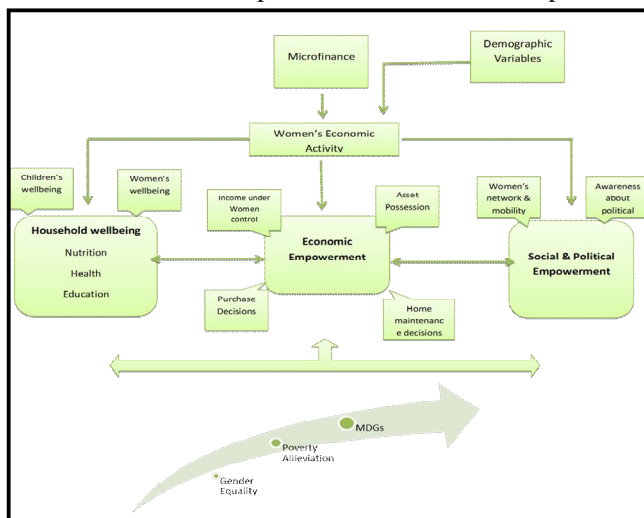 Demographic
Variables
Microfinance
Women's Economic
Activity
Children's
wellbeing
Women's
wellbeing
Income under
Women
control
Asset
Possession
Women's
network &
mobility
Awareness
about
political
Household wellbeing
Nutrition
Health
Education
Economic
Empowerment
Social & Political
Empowerment
Purchase
Decisions
Home
maintenanc
e decisions
MDGs
Poverty
Alleviation
Gender
Equality